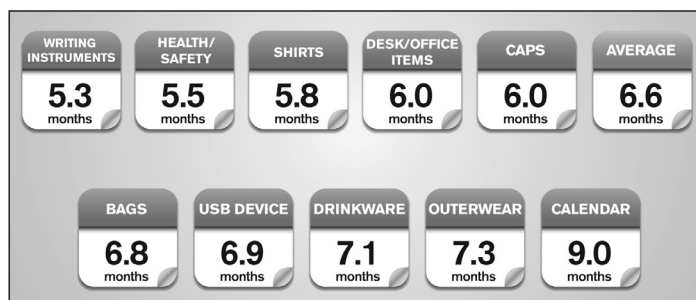 WRITING
INSTRUMENTS
5.3
months
HEALTH/
SAFETY
5.5
months
SHIRTS
5.8
months
DESK/OFFICE
ITEMS
6.0
months
CAPS
6.0
months
AVERAGE
6.6
months
BAGS
6.8
months
USB DEVICE
6.9
months
DRINKWARE
7.1
months
OUTERWEAR
7.3
months
CALENDAR
9.0
months